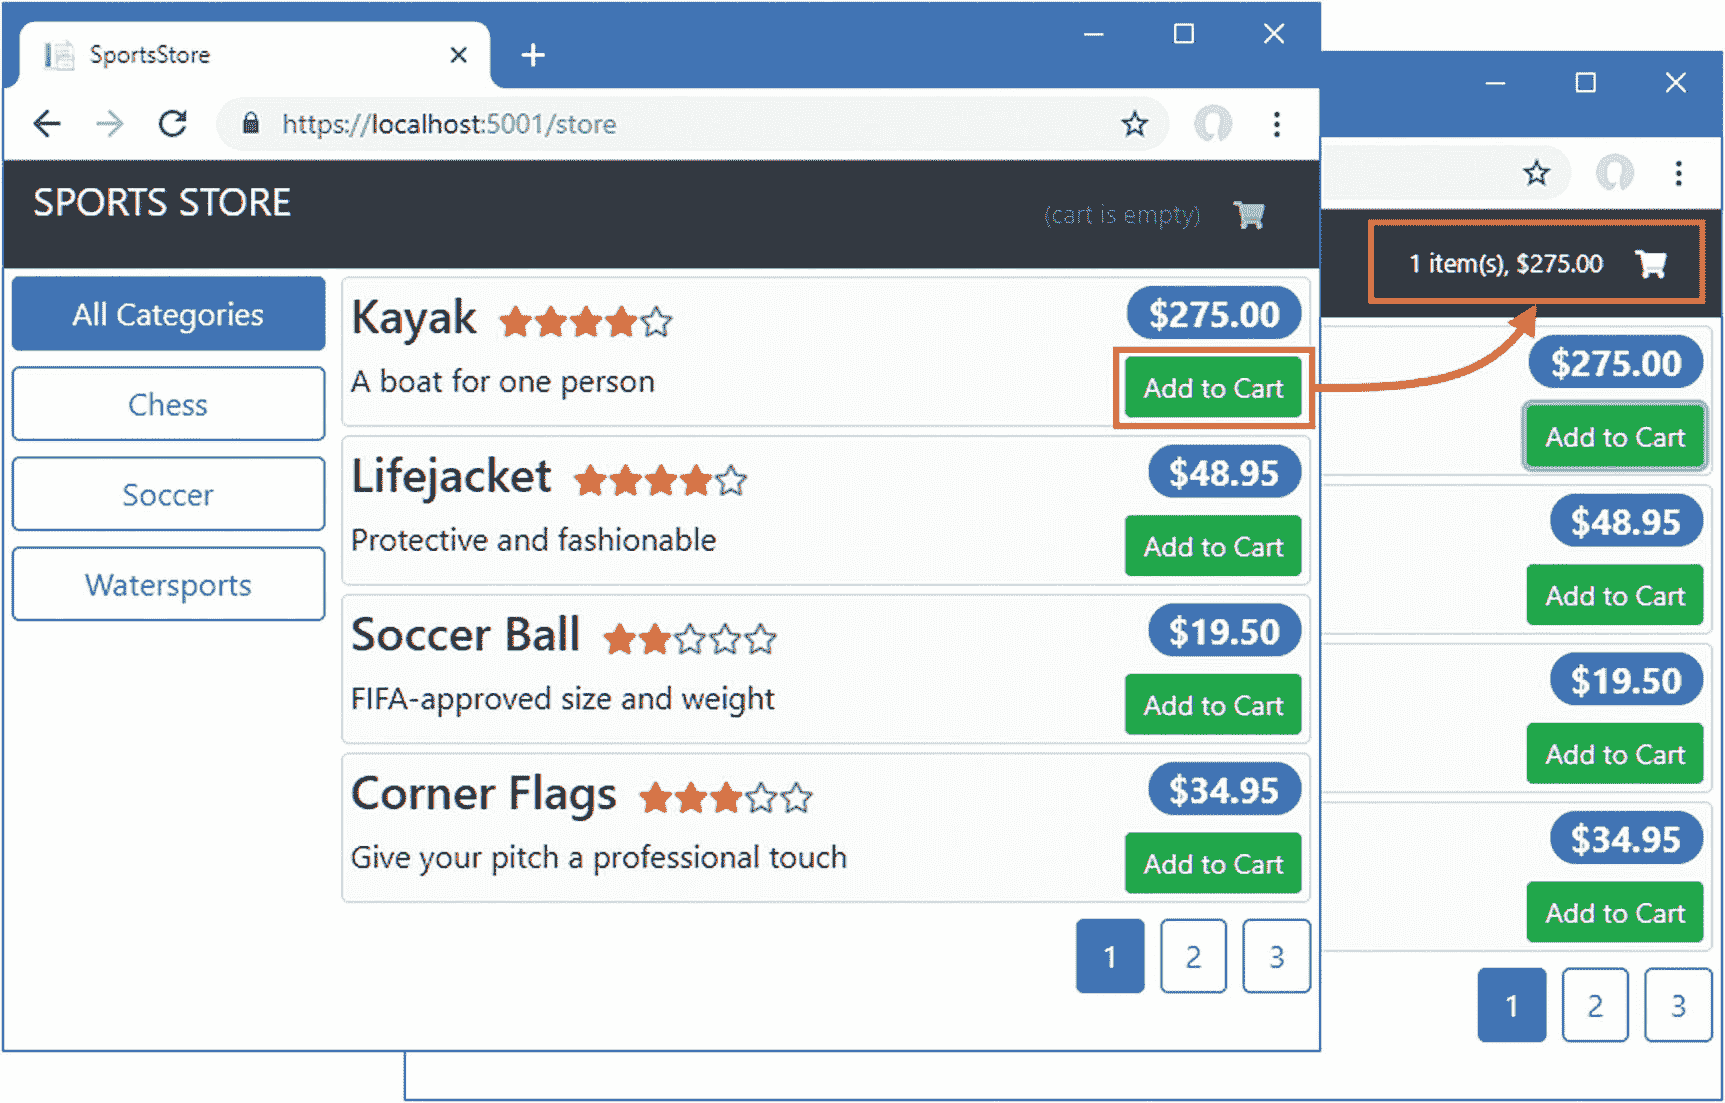 SportsStore
https://localhost:5001/store
SPORTS STORE
(cart is empty)
All Categories
Chess
Soccer
Watersports
Kayak
$275.00
A boat for one person
Add to Cart
Lifejacket
$48.95
Protective and fashionable
Add to Cart
Soccer Ball
$19.50
FIFA-approved size and weight
Add to Cart
Corner Flags
$34.95
Give your pitch a professional touch
Add to Cart
1 2 3
1 item(s), $275.00
$275.00
Add to Cart
$48.95
Add to Cart
$19.50
Add to Cart
$34.95
Add to Cart
1 2 3